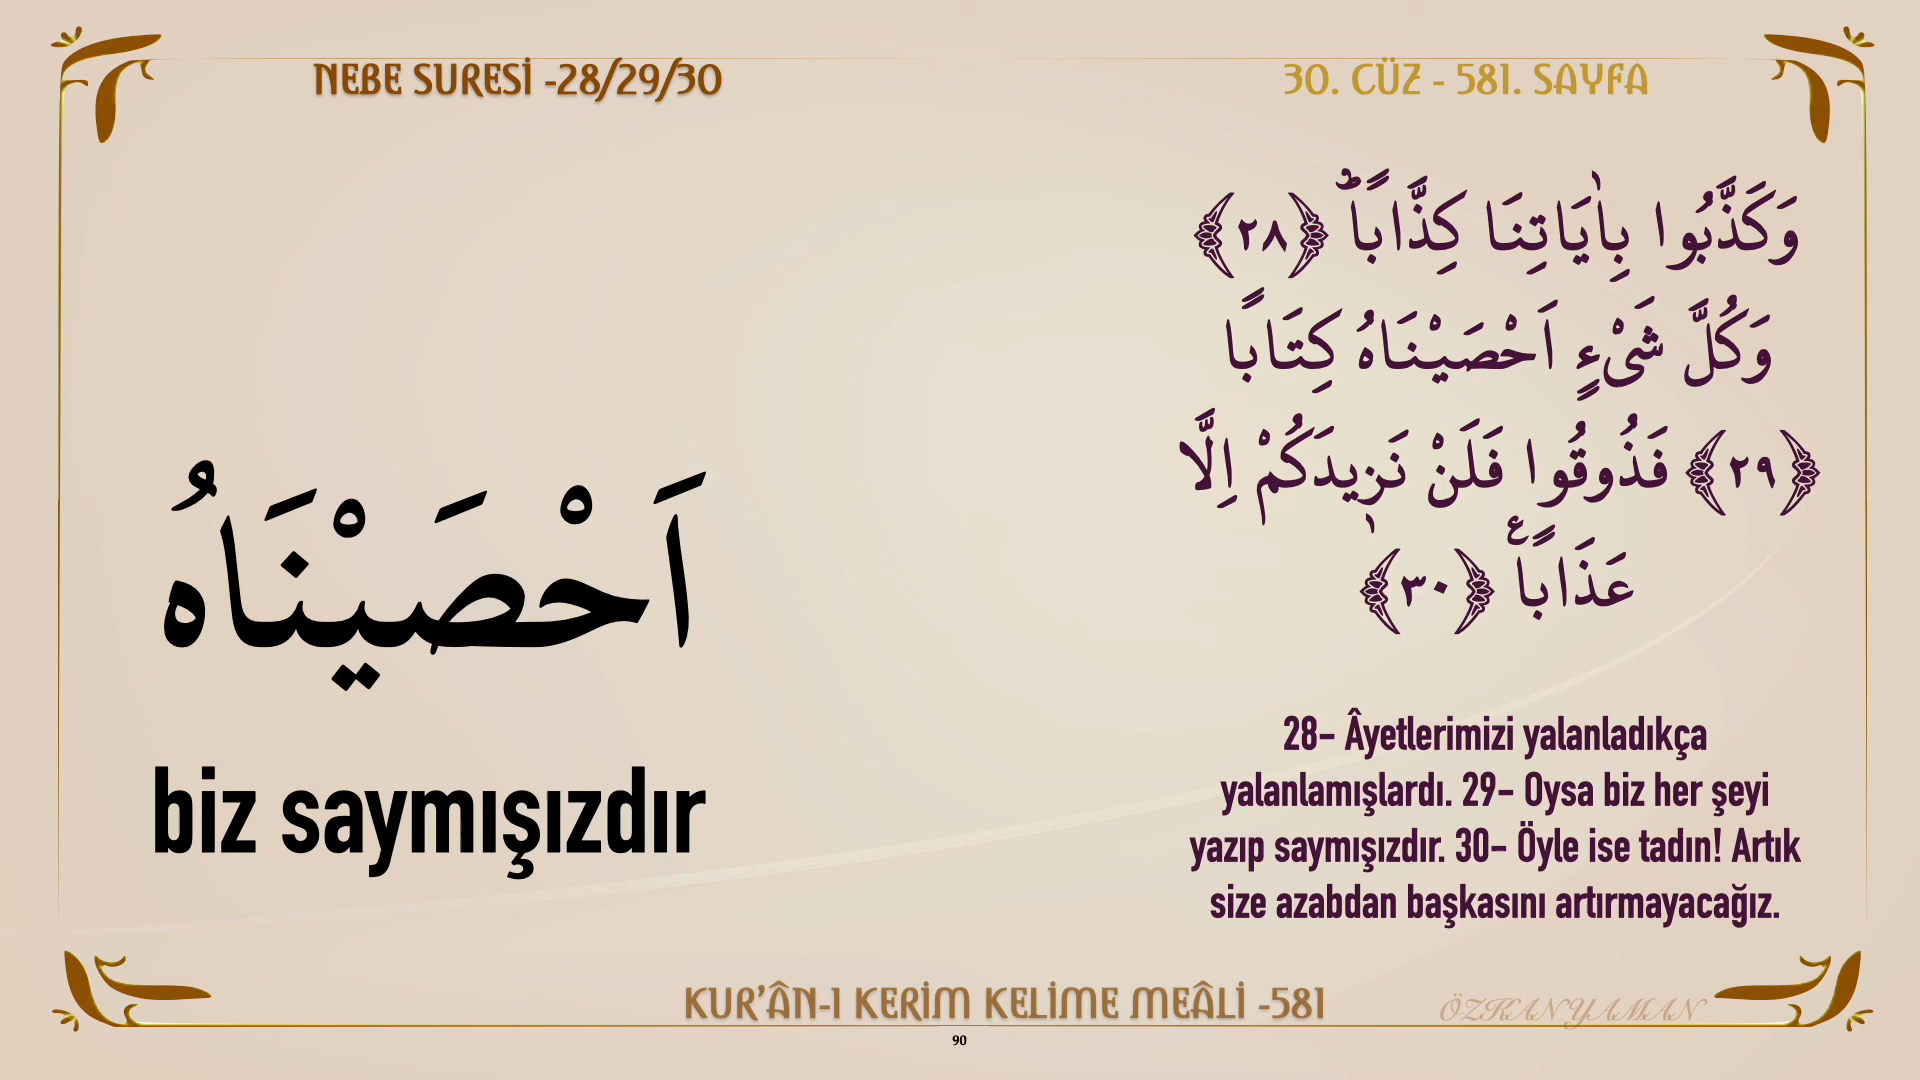 NEBE SURESİ -28/29/30
30. CÜZ - 581. SAYFA
وَكَذَّبُوا بِاٰيَاتِنَا كِذَّابًاۜ ﴿٢٨﴾
وَكُلَّ شَىْءٍ اَحْصَيْنَاهُ كِتَابًا
﴿٢٩﴾ فَذُوقُوا فَلَنْ نَزٖيدَكُمْ اِلَّا
عَذَابًاࣖ ﴿٣٠﴾
اَحْصَيْنَاهُ
biz saymışızdır
28- Âyetlerimizi yalanladıkça
yalanlamışlardı. 29- Oysa biz her şeyi
yazıp saymışızdır. 30- Öyle ise tadın! Artık
size azabdan başkasını artırmayacağız.
KUR'ÂN-I KERİM KELİME MEÂLİ -581
ÖZKAN YAMAN
90